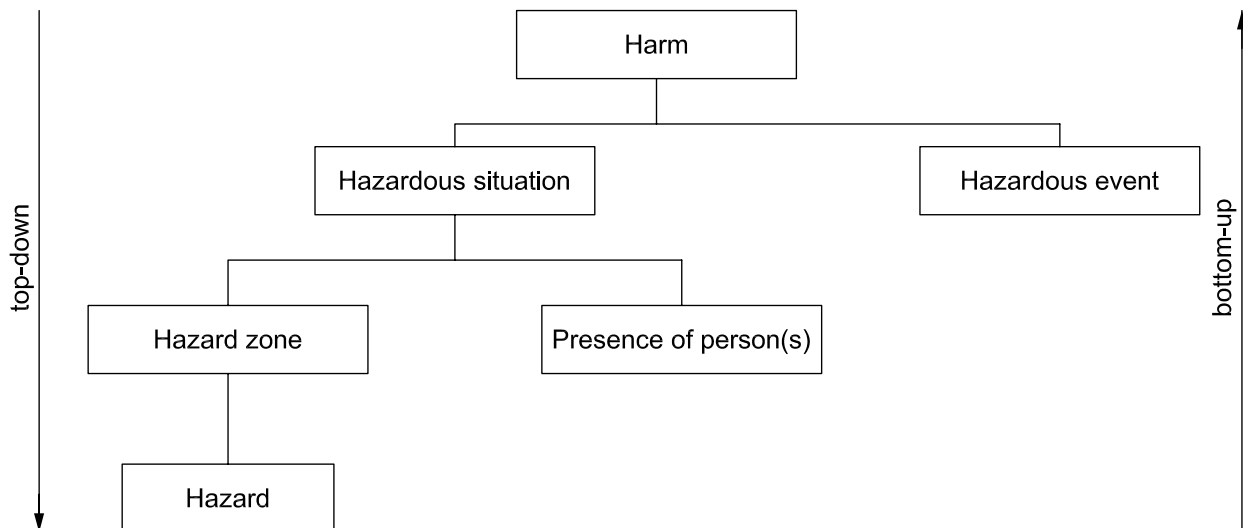 Harm
Hazardous situation
Hazardous event
top-down
bottom-up
Hazard zone
Presence of person(s)
Hazard